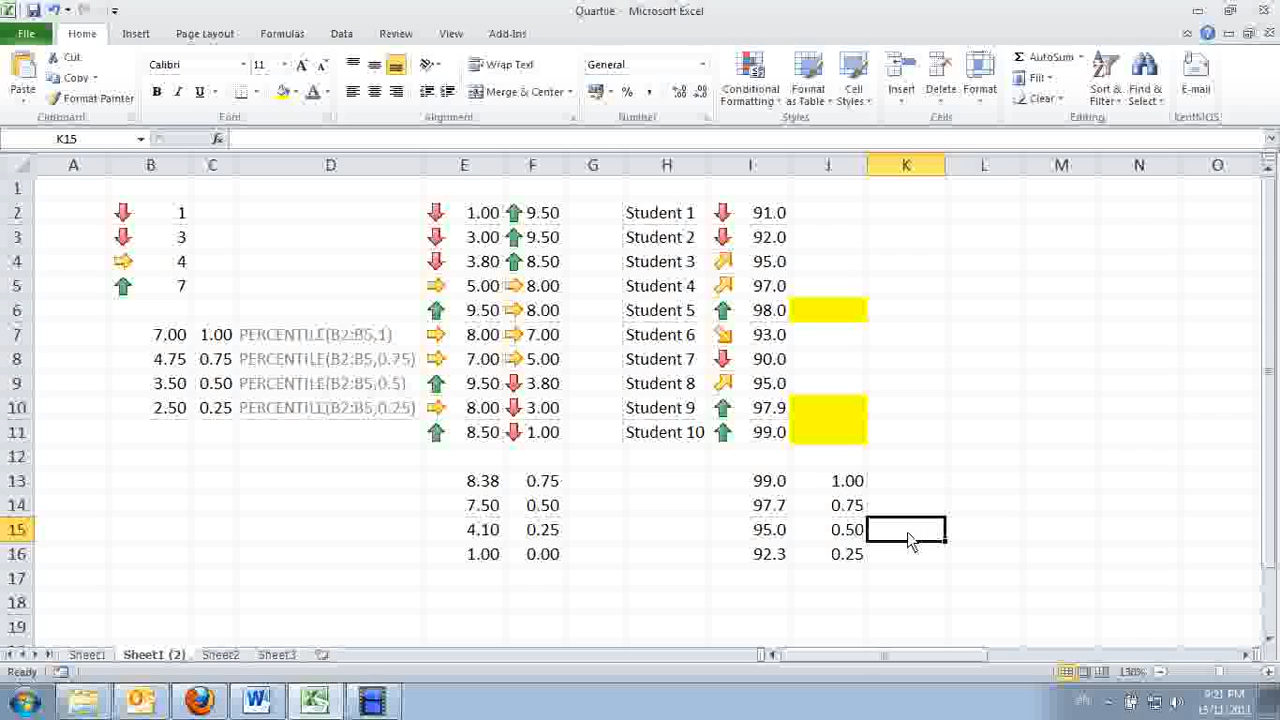 Quartile - Microsoft Excel
File Home Insert Page Layout Formulas Data Review View Add-Ins
Paste Cut Copy Format Painter Clipboard
Calibri 11 B I U A Font
Wrap Text Merge & Center Alignment
General % , Number
Conditional Formatting Format as Table Cell Styles Styles
Insert Delete Format Cells
Σ AutoSum Fill Clear Sort & Filter Find & Select Editing
E-mail
K15 fx
A B C D E F G H I J K L M N O
1
2 1 1.00 9.50 Student 1 91.0
3 3 3.00 9.50 Student 2 92.0
4 4 3.80 8.50 Student 3 95.0
5 7 5.00 8.00 Student 4 97.0
6 9.50 8.00 Student 5 98.0
7 7.00 1.00 PERCENTILE(B2:B5,1) 8.00 7.00 Student 6 93.0
8 4.75 0.75 PERCENTILE(B2:B5,0.75) 7.00 5.00 Student 7 90.0
9 3.50 0.50 PERCENTILE(B2:B5,0.5) 9.50 3.80 Student 8 95.0
10 2.50 0.25 PERCENTILE(B2:B5,0.25) 8.00 3.00 Student 9 97.9
11 8.50 1.00 Student 10 99.0
12
13 8.38 0.75 99.0 1.00
14 7.50 0.50 97.7 0.75
15 4.10 0.25 95.0 0.50
16 1.00 0.00 92.3 0.25
17
18
19
Sheet1 Sheet1 (2) Sheet2 Sheet3
Ready 130%
9:21 PM